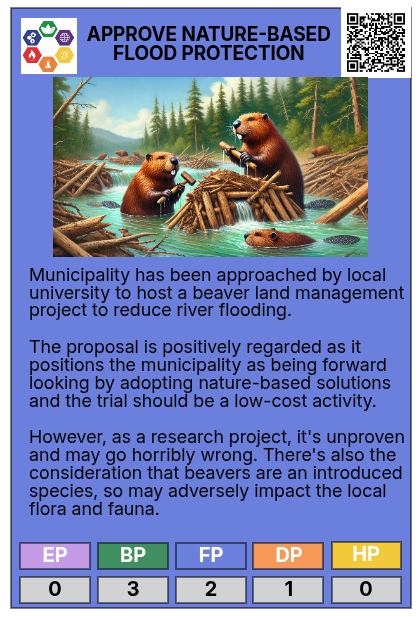 APPROVE NATURE-BASED
FLOOD PROTECTION
Municipality has been approached by local
university to host a beaver land management
project to reduce river flooding.
The proposal is positively regarded as it
positions the municipality as being forward
looking by adopting nature-based solutions
and the trial should be a low-cost activity.
However, as a research project, it's unproven
and may go horribly wrong. There's also the
consideration that beavers are an introduced
species, so may adversely impact the local
flora and fauna.
EP BP FP DP HP
0 3 2 1 0